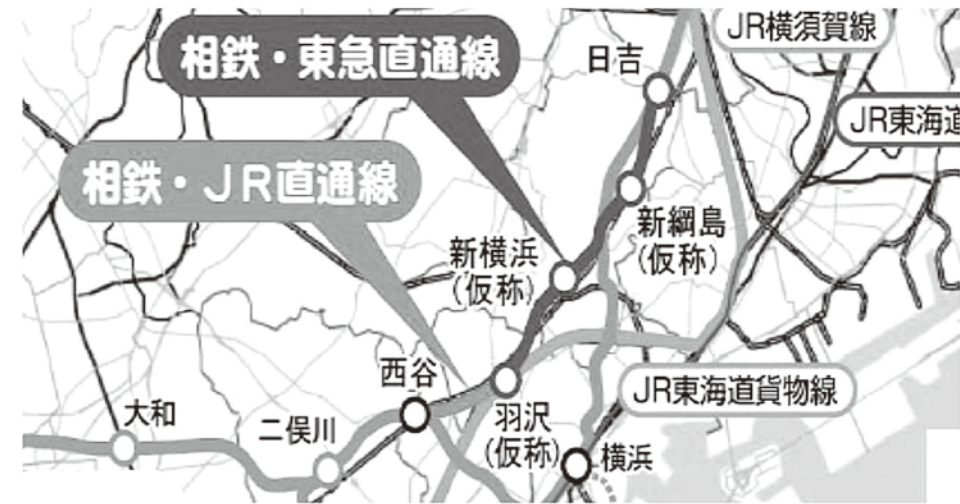 JR横須賀線
相鉄・東急直通線
日吉
JR東海道
相鉄・JR直通線
新綱島
(仮称)
新横浜
(仮称)
西谷
JR東海道貨物線
大和
二俣川
羽沢
(仮称)
横浜